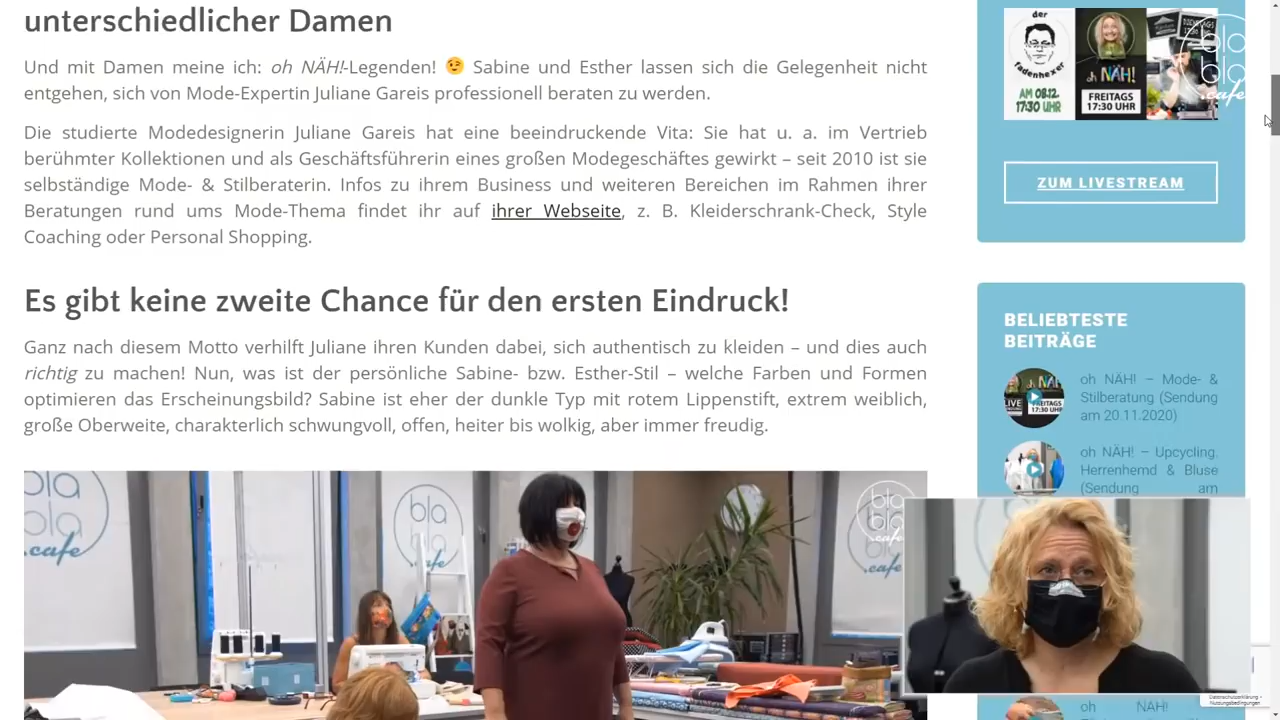 unterschiedlicher Damen
Und mit Damen meine ich: oh NÄH!-Legenden! 😉 Sabine und Esther lassen sich die Gelegenheit nicht
entgehen, sich von Mode-Expertin Juliane Gareis professionell beraten zu werden.
Die studierte Modedesignerin Juliane Gareis hat eine beeindruckende Vita: Sie hat u. a. im Vertrieb
berühmter Kollektionen und als Geschäftsführerin eines großen Modegeschäftes gewirkt – seit 2010 ist sie
selbständige Mode- & Stilberaterin. Infos zu ihrem Business und weiteren Bereichen im Rahmen ihrer
Beratungen rund ums Mode-Thema findet ihr auf ihrer Webseite, z. B. Kleiderschrank-Check, Style
Coaching oder Personal Shopping.
Es gibt keine zweite Chance für den ersten Eindruck!
Ganz nach diesem Motto verhilft Juliane ihren Kunden dabei, sich authentisch zu kleiden – und dies auch
richtig zu machen! Nun, was ist der persönliche Sabine- bzw. Esther-Stil – welche Farben und Formen
optimieren das Erscheinungsbild? Sabine ist eher der dunkle Typ mit rotem Lippenstift, extrem weiblich,
große Oberweite, charakterlich schwungvoll, offen, heiter bis wolkig, aber immer freudig.
bla
.cafe
bla
bla
.cafe
bla
bla
.cafe
der
fadenhexer
AM 08.12.
17:30 UHR
oh NÄH!
FREITAGS
17:30 UHR
bla
bla
.cafe
ZUM LIVESTREAM
BELIEBTESTE
BEITRÄGE
oh NÄH! – Mode- &
Stilberatung (Sendung
am 20.11.2020)
oh NÄH! – Upcycling.
Herrenhemd & Bluse
(Sendung am
bla
.cafe
oh NÄH!
Datenschutzerklärung -
Nutzungsbedingungen